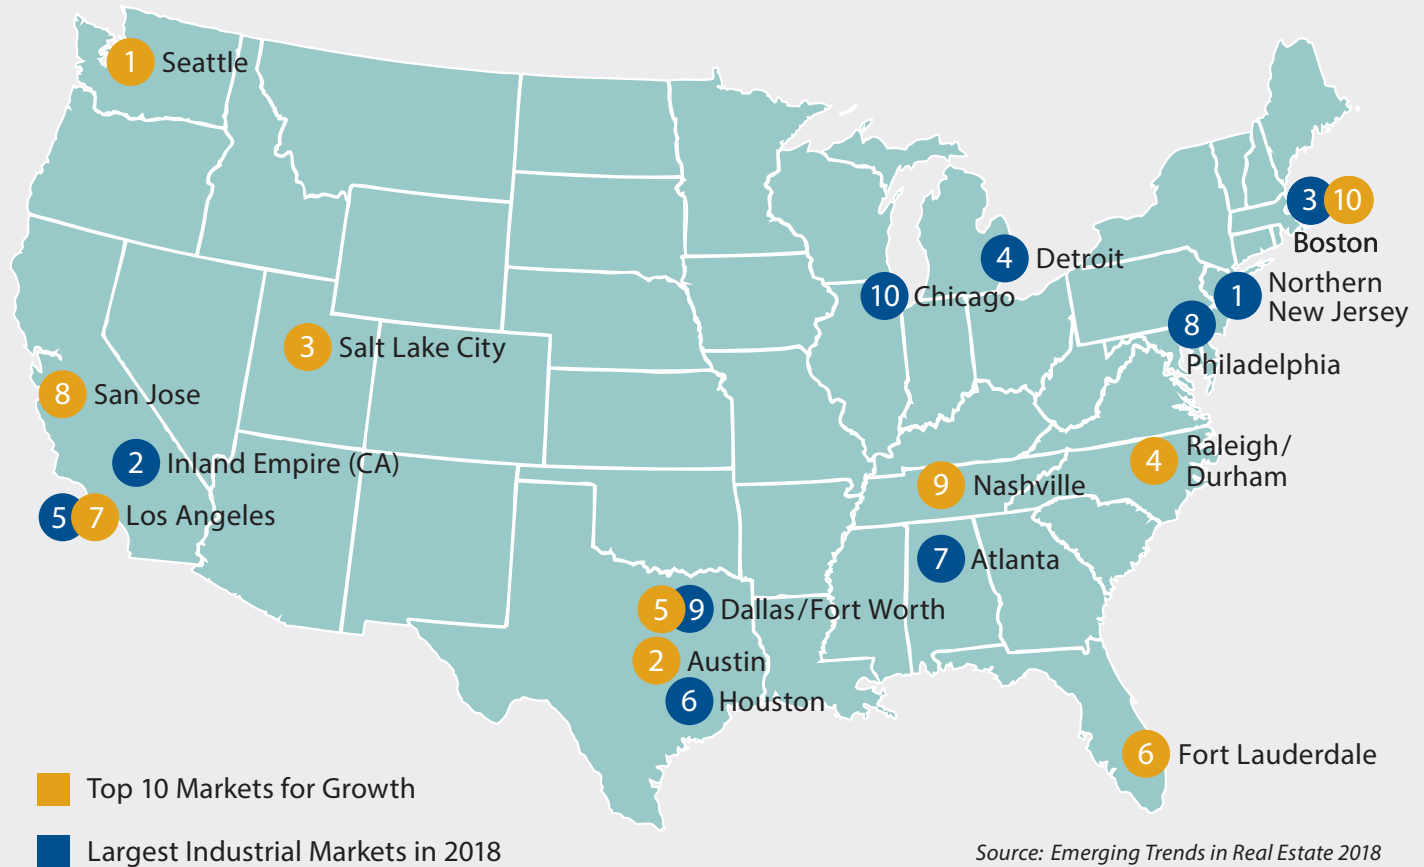 1 Seattle
3 10
Boston
4 Detroit
10 Chicago
1 Northern
New Jersey
8
Philadelphia
3 Salt Lake City
8 San Jose
2 Inland Empire (CA)
4 Raleigh/
Durham
9 Nashville
5 7 Los Angeles
7 Atlanta
5 9 Dallas/Fort Worth
2 Austin
6 Houston
6 Fort Lauderdale
Top 10 Markets for Growth
Largest Industrial Markets in 2018
Source: Emerging Trends in Real Estate 2018